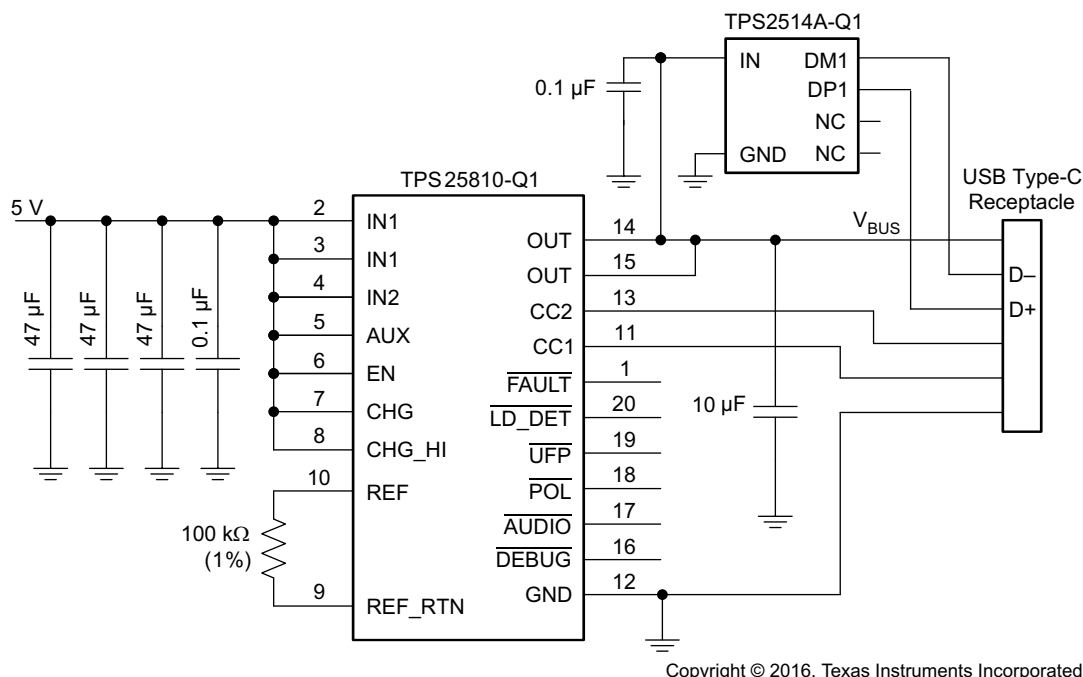 TPS2514A-Q1
IN
DM1
DP1
NC
NC
GND
0.1 µF
TPS25810-Q1
USB Type-C
Receptacle
5 V
47 µF
47 µF
47 µF
0.1 µF
2
IN1
3
IN1
4
IN2
5
AUX
6
EN
7
CHG
8
CHG_HI
10
REF
9
REF_RTN
100 kΩ
(1%)
OUT
14
OUT
15
CC2
13
CC1
11
FAULT
1
LD_DET
20
UFP
19
POL
18
AUDIO
17
DEBUG
16
GND
12
VBUS
D–
D+
10 µF
Copyright © 2016, Texas Instruments Incorporated